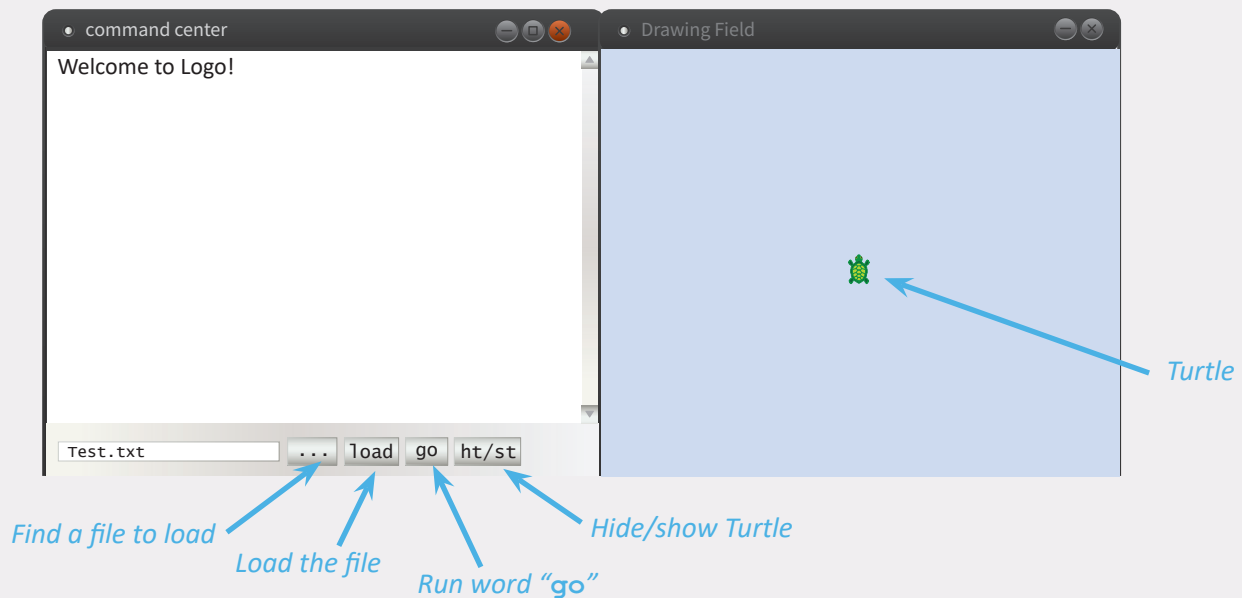 command center
Drawing Field
Welcome to Logo!
Turtle
Test.txt ... load go ht/st
Find a file to load
Hide/show Turtle
Load the file
Run word “go”